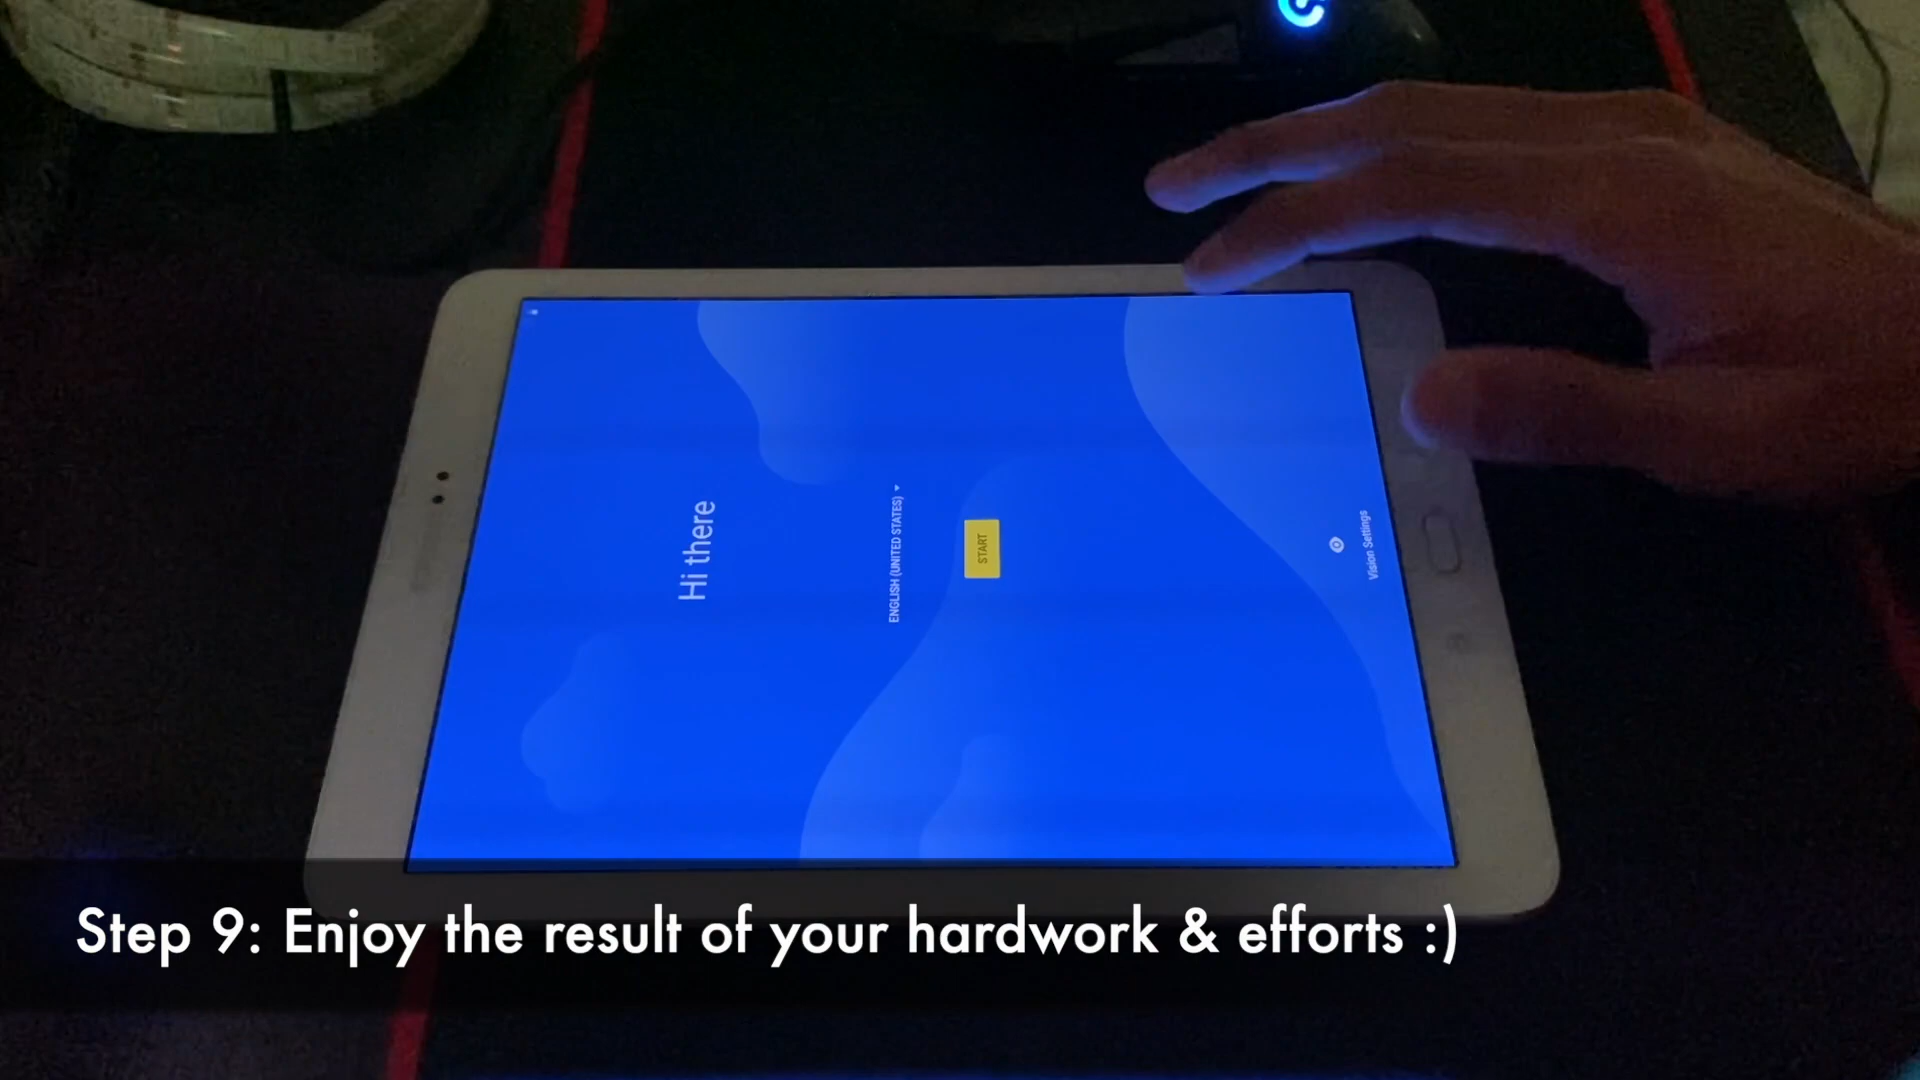 Hi there
ENGLISH (UNITED STATES)
START
Vision Settings
Step 9: Enjoy the result of your hardwork & efforts :)